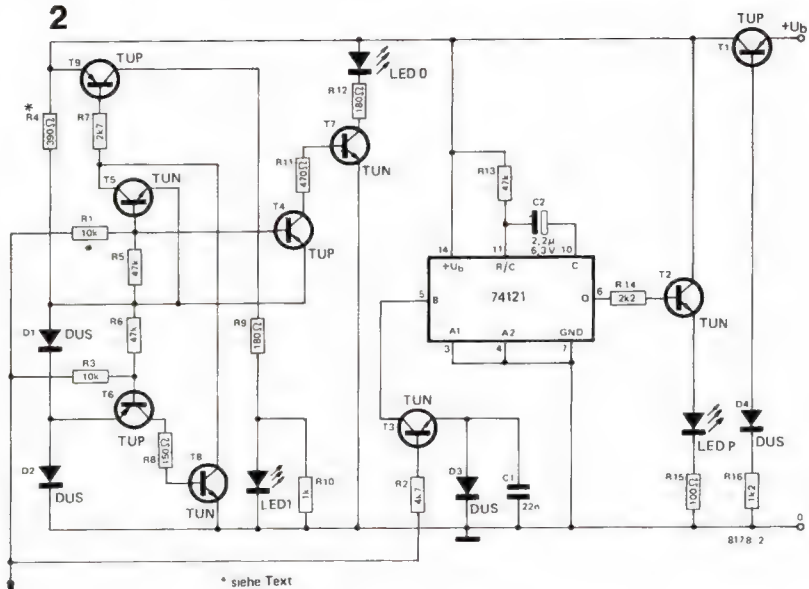 2
TUP
+Ub
T1
T9
TUP
LED 0
R4
*
390Ω
R7
2k7
R12
180Ω
T7
TUN
T5
TUN
R11
470Ω
R13
47k
C2
2,2µ
6,3V
R1
10k
*
T4
TUP
R5
47k
14
+Ub
11
R/C
10
C
5
B
74121
Q
6
R14
2k2
T2
TUN
A1
3
A2
4
GND
7
D1
DUS
R6
47k
R9
180Ω
R3
10k
T6
TUP
TUN
T3
D4
DUS
LED P
R8
150Ω
T8
TUN
D2
DUS
LED1
R10
1k
R2
4k7
D3
DUS
C1
22n
R15
100Ω
R16
1k2
0
8178 2
* siehe Text